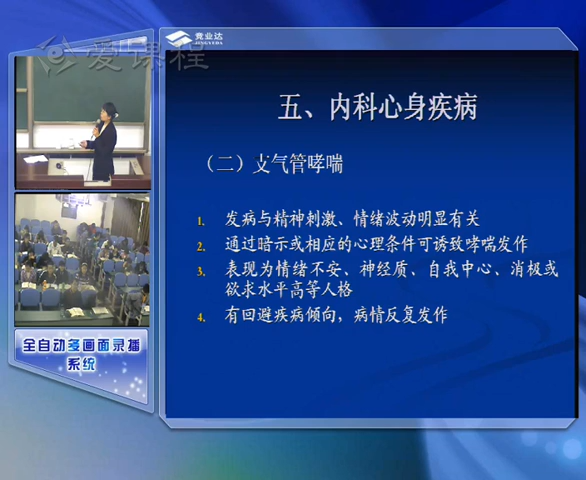 爱课程
竞业达
JINGYEDA
五、内科心身疾病
（二）支气管哮喘
1. 发病与精神刺激、情绪波动明显有关
2. 通过暗示或相应的心理条件可诱致哮喘发作
3. 表现为情绪不安、神经质、自我中心、消极或
欲求水平高等人格
4. 有回避疾病倾向，病情反复发作
全自动多画面录播
系统